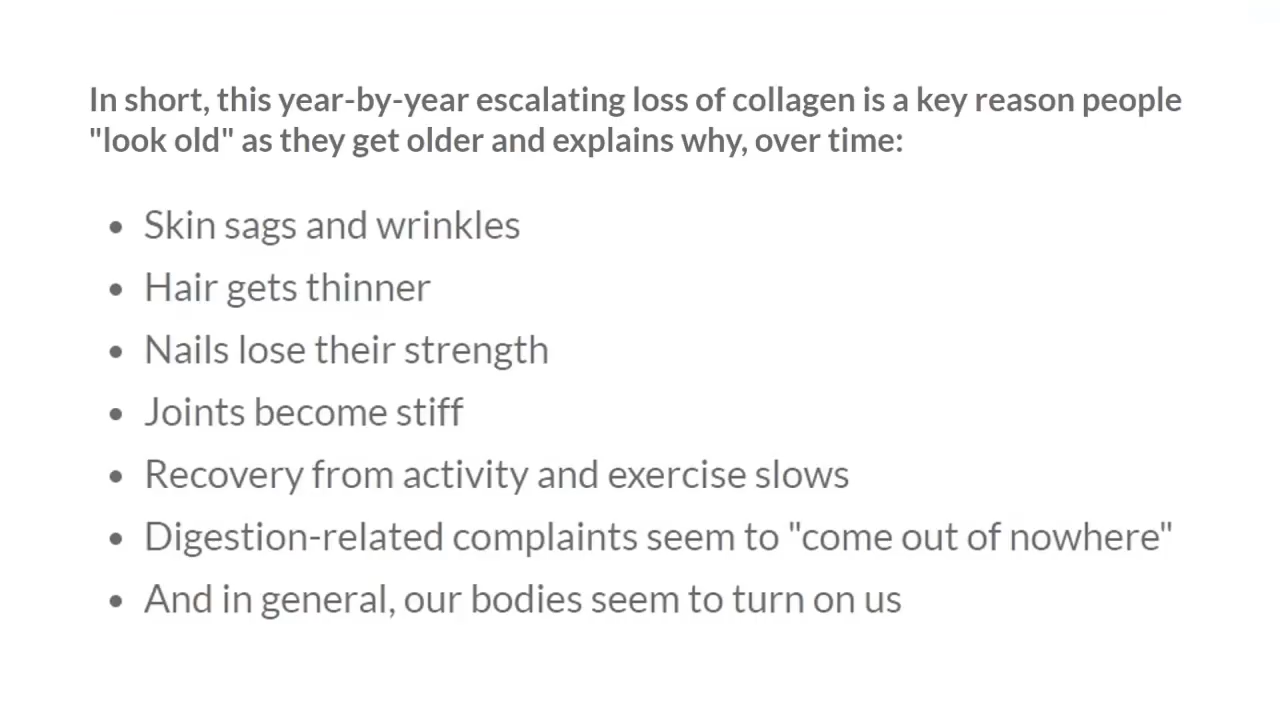 In short, this year-by-year escalating loss of collagen is a key reason people
"look old" as they get older and explains why, over time:
• Skin sags and wrinkles
• Hair gets thinner
• Nails lose their strength
• Joints become stiff
• Recovery from activity and exercise slows
• Digestion-related complaints seem to "come out of nowhere"
• And in general, our bodies seem to turn on us